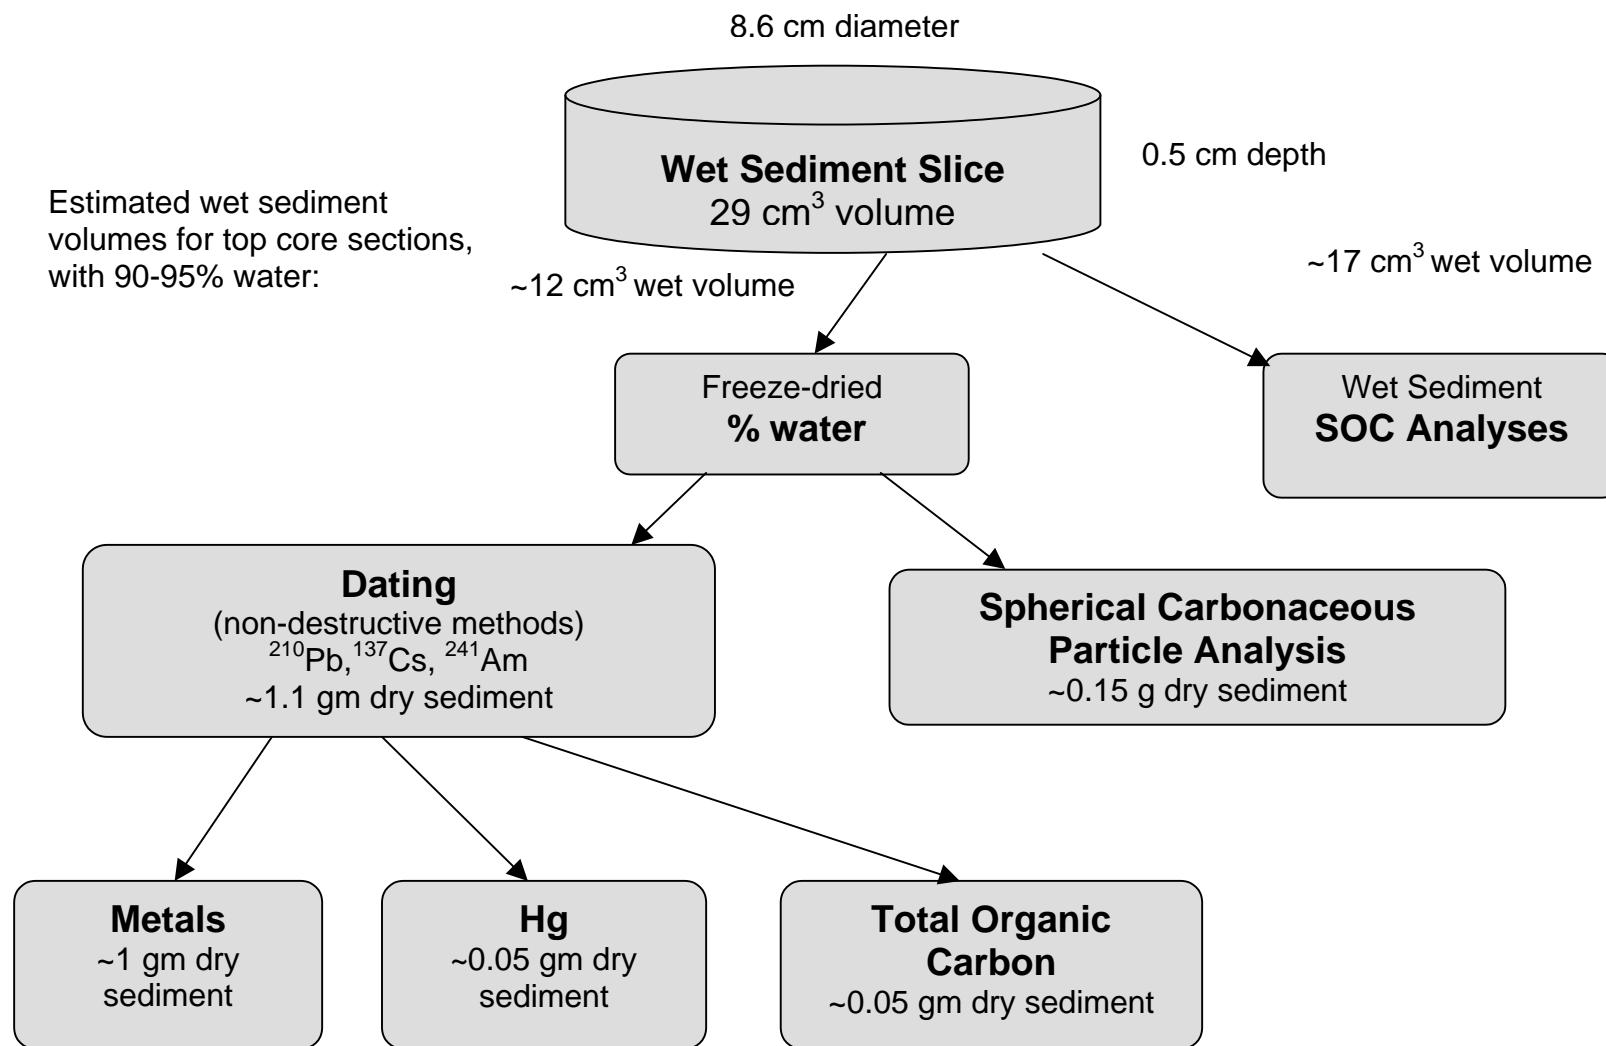 8.6 cm diameter
Wet Sediment Slice
29 cm³ volume
0.5 cm depth
Estimated wet sediment
volumes for top core sections,
with 90-95% water:
~12 cm³ wet volume
~17 cm³ wet volume
Freeze-dried
% water
Wet Sediment
SOC Analyses
Dating
(non-destructive methods)
²¹⁰Pb,¹³⁷Cs, ²⁴¹Am
~1.1 gm dry sediment
Spherical Carbonaceous
Particle Analysis
~0.15 g dry sediment
Metals
~1 gm dry
sediment
Hg
~0.05 gm dry
sediment
Total Organic
Carbon
~0.05 gm dry sediment